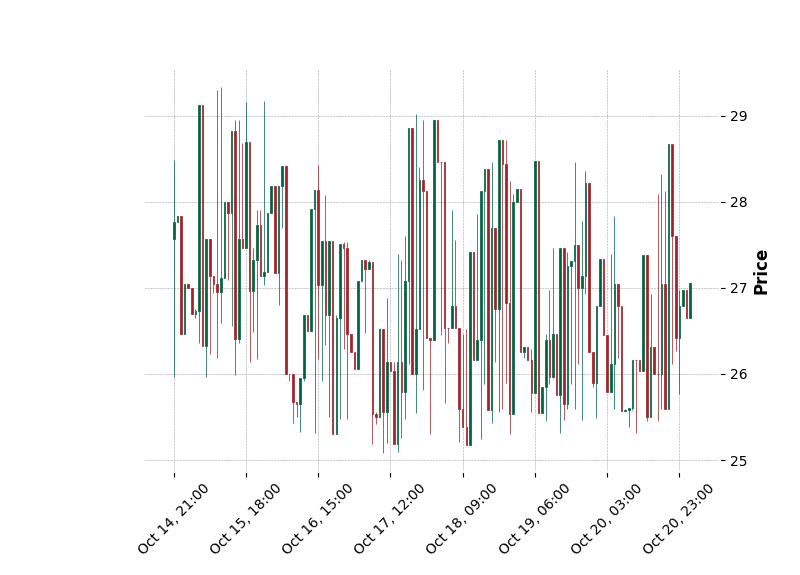 29
28
27
26
25
Price
Oct 14, 21:00
Oct 15, 18:00
Oct 16, 15:00
Oct 17, 12:00
Oct 18, 09:00
Oct 19, 06:00
Oct 20, 03:00
Oct 20, 23:00